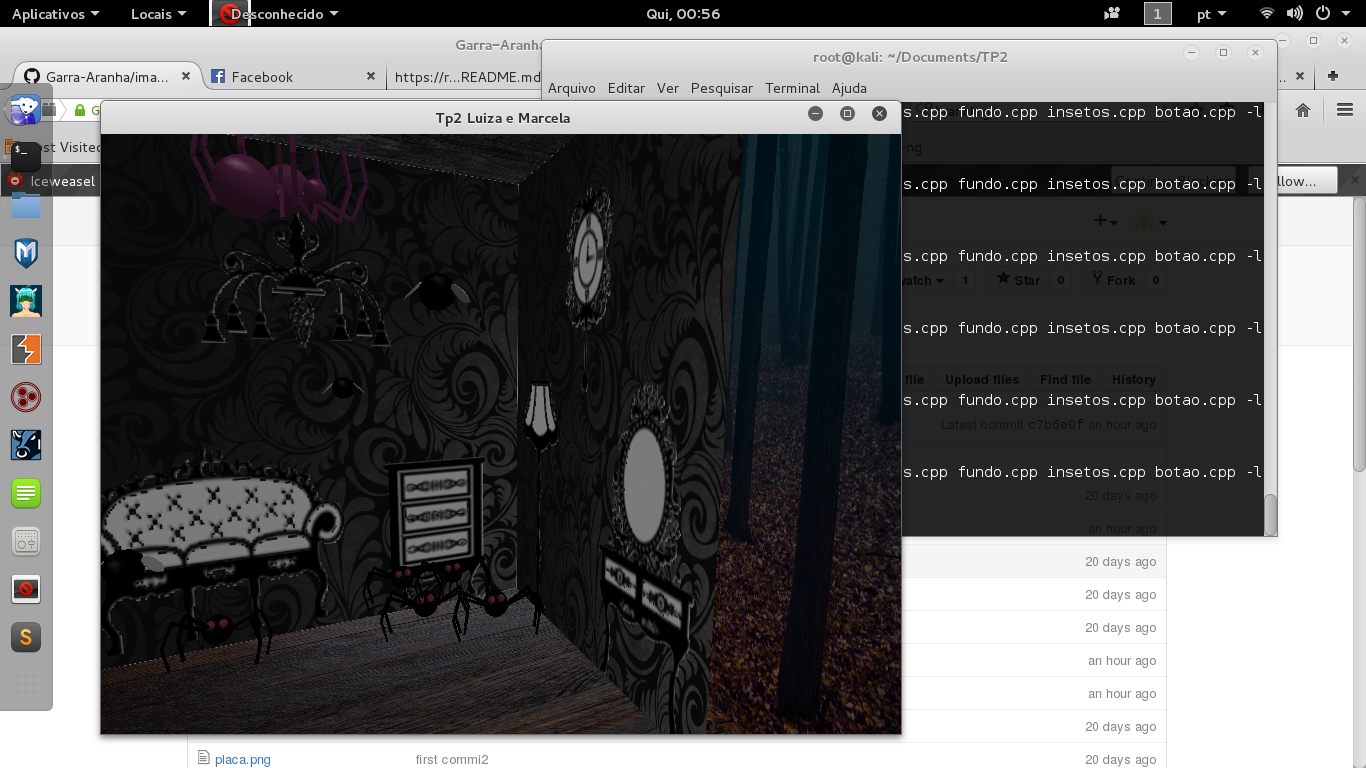 Aplicativos Locais Desconhecido Qui, 00:56 1 pt
Garra-Aranha
root@kali: ~/Documents/TP2
Garra-Aranha/ima... Facebook https://r...README.md
Arquivo Editar Ver Pesquisar Terminal Ajuda
Tp2 Luiza e Marcela
s.cpp fundo.cpp insetos.cpp botao.cpp -l
st Visited
-ng
Iceweasel
s.cpp fundo.cpp insetos.cpp botao.cpp -l
llow...
s.cpp fundo.cpp insetos.cpp botao.cpp -l
atch 1 Star 0 Fork 0
s.cpp fundo.cpp insetos.cpp botao.cpp -l
file Upload files Find file History
s.cpp fundo.cpp insetos.cpp botao.cpp -l
Latest commit c7b6e0f an hour ago
s.cpp fundo.cpp insetos.cpp botao.cpp -l
20 days ago
an hour ago
20 days ago
20 days ago
20 days ago
an hour ago
an hour ago
20 days ago
placa.png first commi2 20 days ago